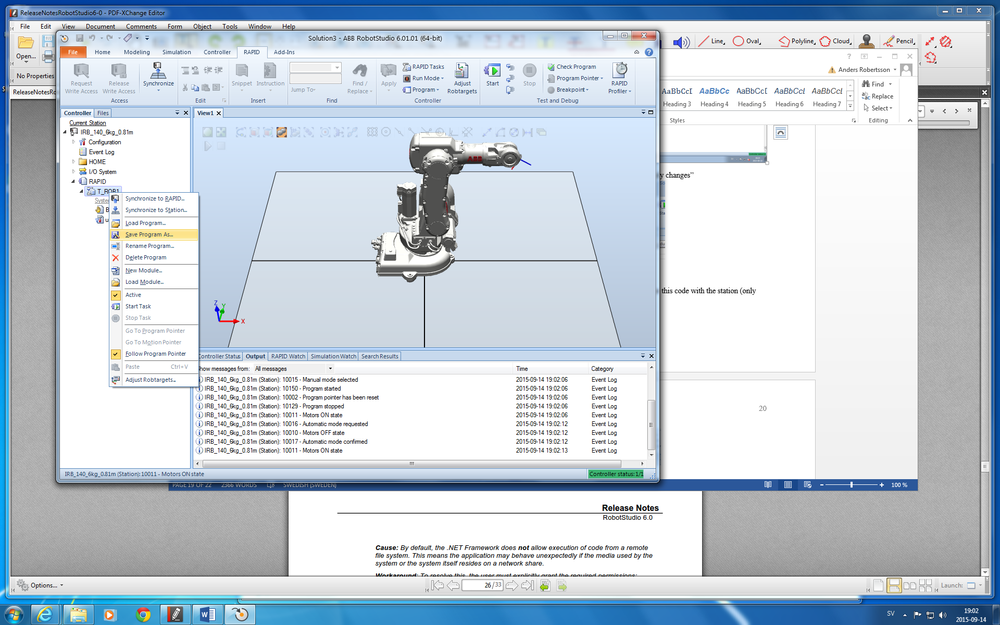 ReleaseNotesRobotStudio6-0 - PDF-XChange Editor
File Edit View Document Comments Form Object Tools Window Help
Open...
Line, Oval, Polyline, Cloud, Pencil,
No Properties
Solution3 - ABB RobotStudio 6.01.01 (64-bit)
File Home Modeling Simulation Controller RAPID Add-Ins
Request Write Access
Release Write Access
Access
Synchronize
Edit
Snippet Instruction
Insert
Jump To
Find / Replace
Find
Apply
RAPID Tasks
Run Mode
Program
Adjust Robtargets
Controller
Start
Stop
Check Program
Program Pointer
Breakpoint
RAPID Profiler
Test and Debug
Anders Robertsson
AaBbCcI AaBbCc AaBbCcI AaBbCcL AaBbCcL
Heading 3 Heading 4 Heading 5 Heading 6 Heading 7
Styles
Find
Replace
Select
Editing
Controller Files
View1
Current Station
IRB_140_6kg_0.81m
Configuration
Event Log
HOME
I/O System
RAPID
T_ROB1
Synchronize to RAPID...
Synchronize to Station...
Load Program...
Save Program As...
Rename Program...
Delete Program
New Module...
Load Module...
Active
Start Task
Stop Task
Go To Program Pointer
Go To Motion Pointer
Follow Program Pointer
Paste Ctrl+V
Adjust Robtargets..
ABB
Z Y X
y changes”
this code with the station (only
20
Controller Status Output RAPID Watch Simulation Watch Search Results
Show messages from: All messages Time Category
IRB_140_6kg_0.81m (Station): 10015 - Manual mode selected 2015-09-14 19:02:06 Event Log
IRB_140_6kg_0.81m (Station): 10150 - Program started 2015-09-14 19:02:06 Event Log
IRB_140_6kg_0.81m (Station): 10002 - Program pointer has been reset 2015-09-14 19:02:06 Event Log
IRB_140_6kg_0.81m (Station): 10129 - Program stopped 2015-09-14 19:02:06 Event Log
IRB_140_6kg_0.81m (Station): 10011 - Motors ON state 2015-09-14 19:02:06 Event Log
IRB_140_6kg_0.81m (Station): 10016 - Automatic mode requested 2015-09-14 19:02:12 Event Log
IRB_140_6kg_0.81m (Station): 10010 - Motors OFF state 2015-09-14 19:02:12 Event Log
IRB_140_6kg_0.81m (Station): 10017 - Automatic mode confirmed 2015-09-14 19:02:12 Event Log
IRB_140_6kg_0.81m (Station): 10011 - Motors ON state 2015-09-14 19:02:13 Event Log
IRB_140_6kg_0.81m (Station): 10011 - Motors ON state
Controller status: 1/1
PAGE 19 OF 22 2366 WORDS SWEDISH (SWEDEN)
100 %
Release Notes
RobotStudio 6.0
Cause: By default, the .NET Framework does not allow execution of code from a remote
file system. This means the application may behave unexpectedly if the media used by the
system or the system itself resides on a network share.
Workaround: To resolve this, the user must explicitly grant the required permissions:
Options...
26 / 33
Launch:
SV
19:02
2015-09-14